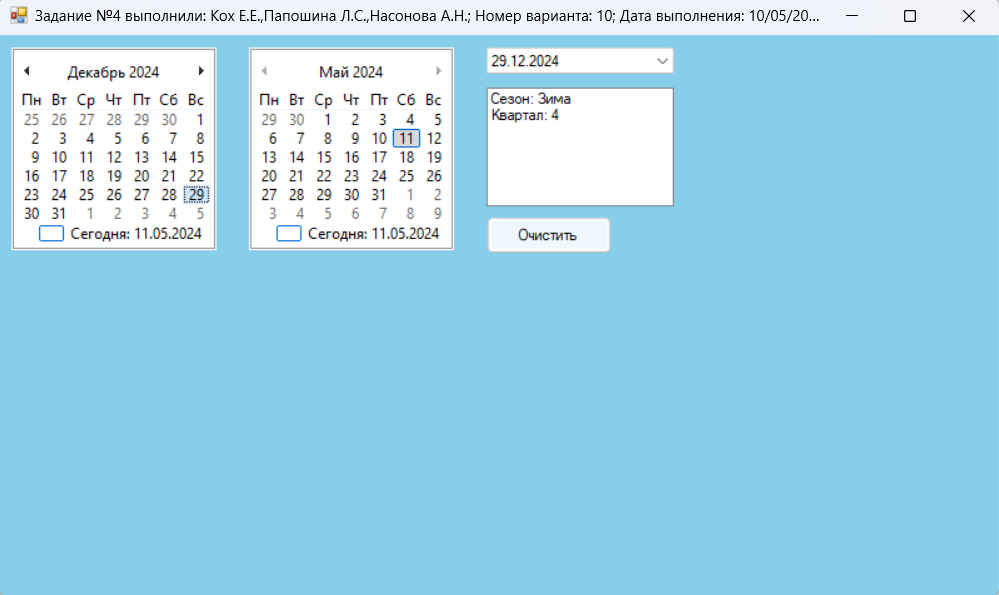 Задание №4 выполнили: Кох Е.Е.,Папошина Л.С.,Насонова А.Н.; Номер варианта: 10; Дата выполнения: 10/05/20...
Декабрь 2024
Пн Вт Ср Чт Пт Сб Вс
25 26 27 28 29 30 1
2 3 4 5 6 7 8
9 10 11 12 13 14 15
16 17 18 19 20 21 22
23 24 25 26 27 28 29
30 31 1 2 3 4 5
Сегодня: 11.05.2024
Май 2024
Пн Вт Ср Чт Пт Сб Вс
29 30 1 2 3 4 5
6 7 8 9 10 11 12
13 14 15 16 17 18 19
20 21 22 23 24 25 26
27 28 29 30 31 1 2
3 4 5 6 7 8 9
Сегодня: 11.05.2024
29.12.2024
Сезон: Зима
Квартал: 4
Очистить